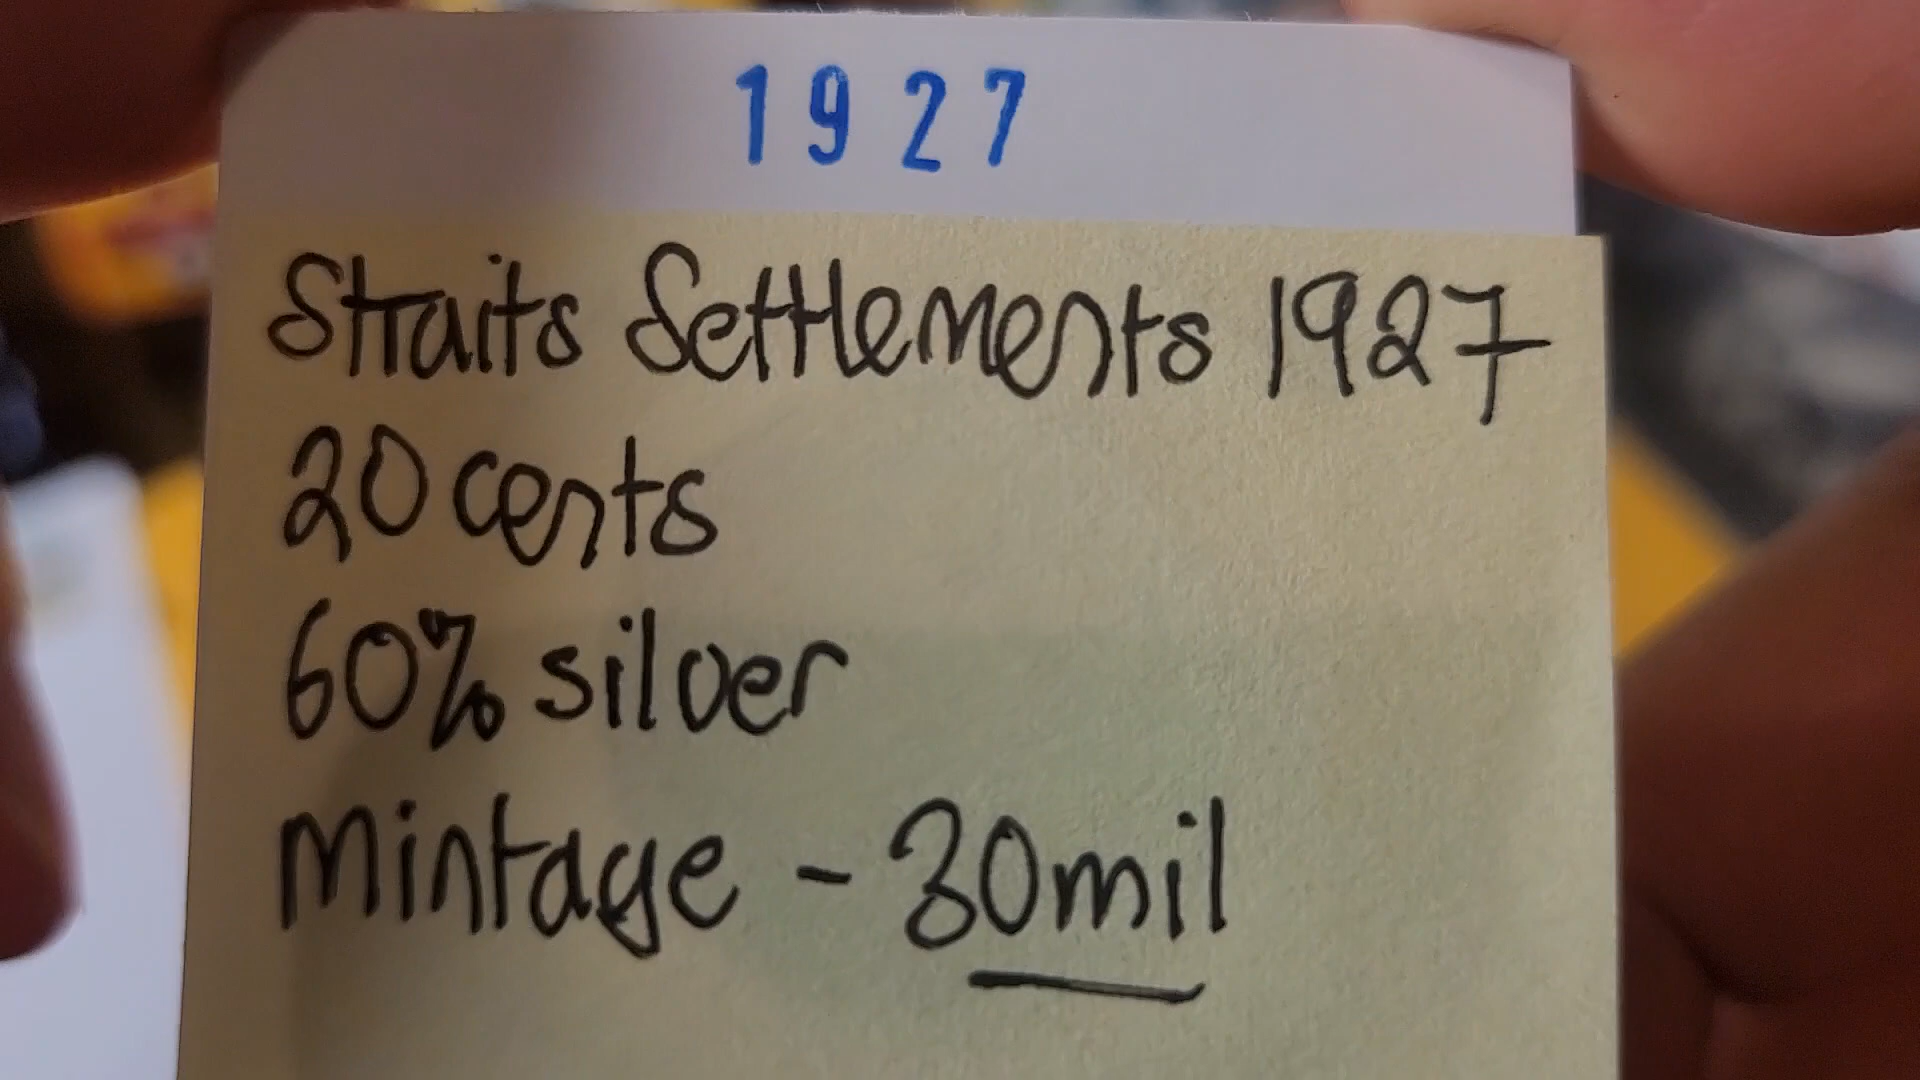 1927
Straits Settlements 1927
20 cents
60% silver
Mintage - 30mil